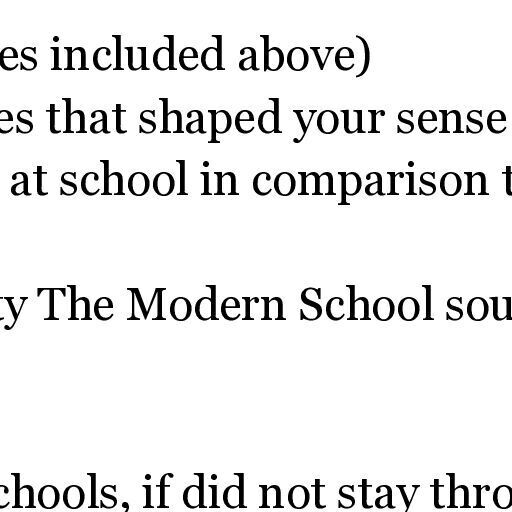 es included above)
es that shaped your sense
at school in comparison t
ty The Modern School sou
chools, if did not stay thro